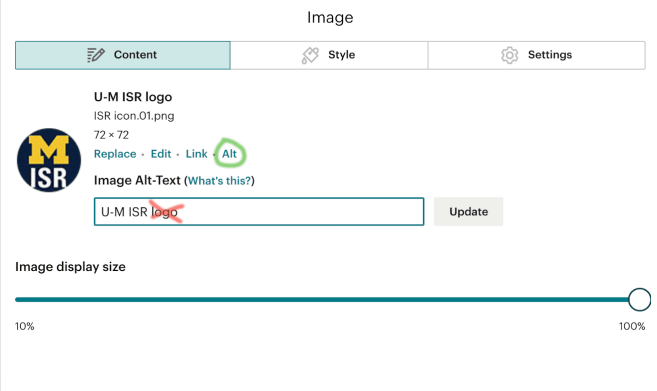 Image
Content Style Settings
U-M ISR logo
ISR icon.01.png
72 × 72
Replace • Edit • Link • Alt
Image Alt-Text (What's this?)
M
ISR
U-M ISR logo
Update
Image display size
10% 100%